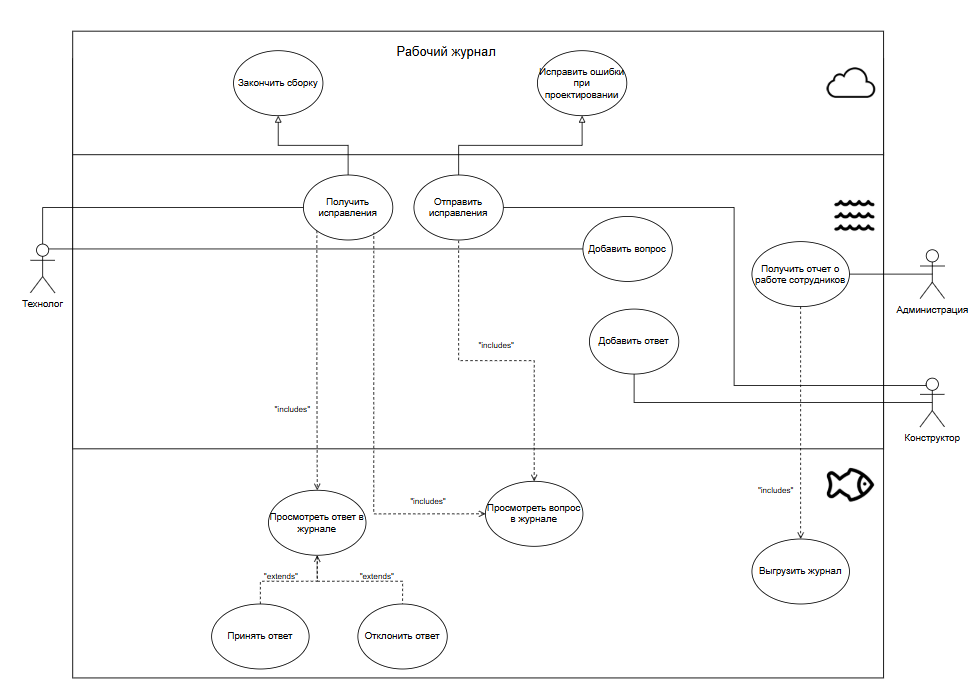 Рабочий журнал
Закончить сборку
Исправить ошибки
при
проектировании
Получить
исправления
Отправить
исправления
Добавить вопрос
Получить отчет о
работе сотрудников
Технолог
Администрация
Добавить ответ
"includes"
"includes"
Конструктор
"includes"
"includes"
Просмотреть ответ в
журнале
Просмотреть вопрос
в журнале
Выгрузить журнал
"extends"
"extends"
Принять ответ
Отклонить ответ